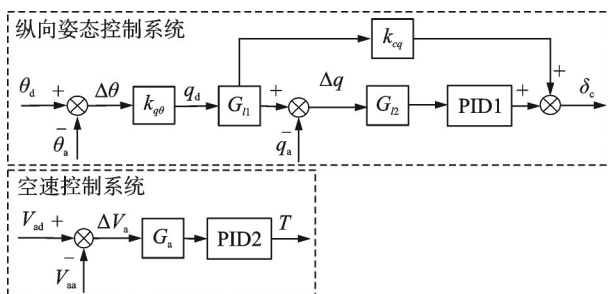 纵向姿态控制系统
k_cq
θ_d + Δθ k_qθ q_d G_l1 + Δq G_l2 PID1 + + δ_c
− θ_a − q_a
空速控制系统
V_ad + ΔV_a G_a PID2 T
− V_aa